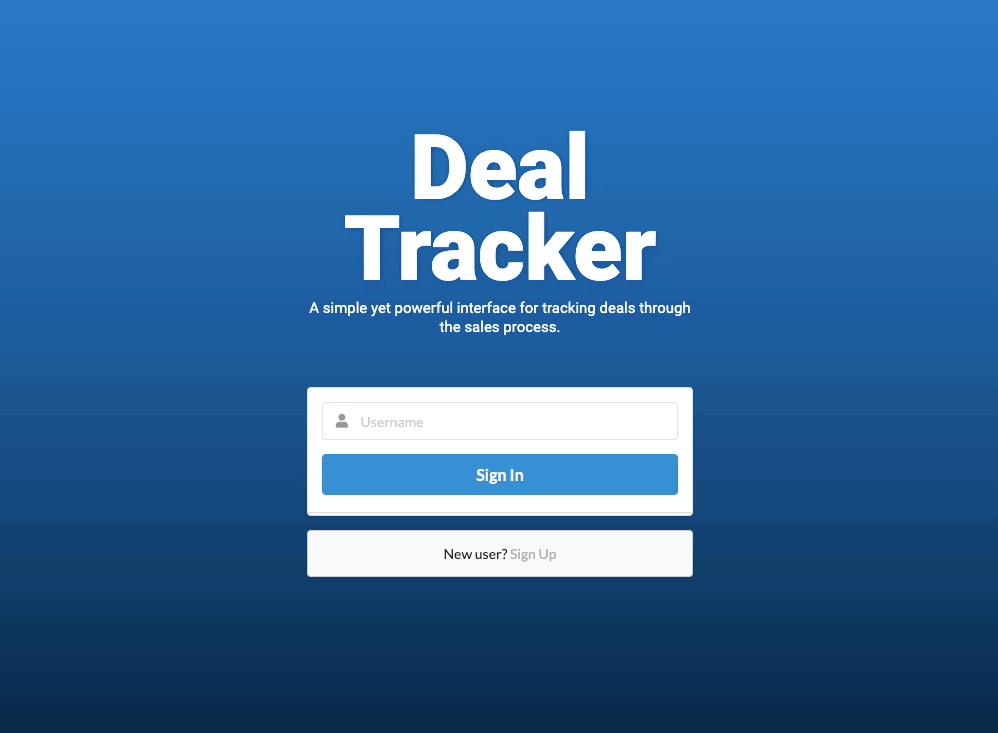 Deal
Tracker
A simple yet powerful interface for tracking deals through
the sales process.
Username
Sign In
New user? Sign Up